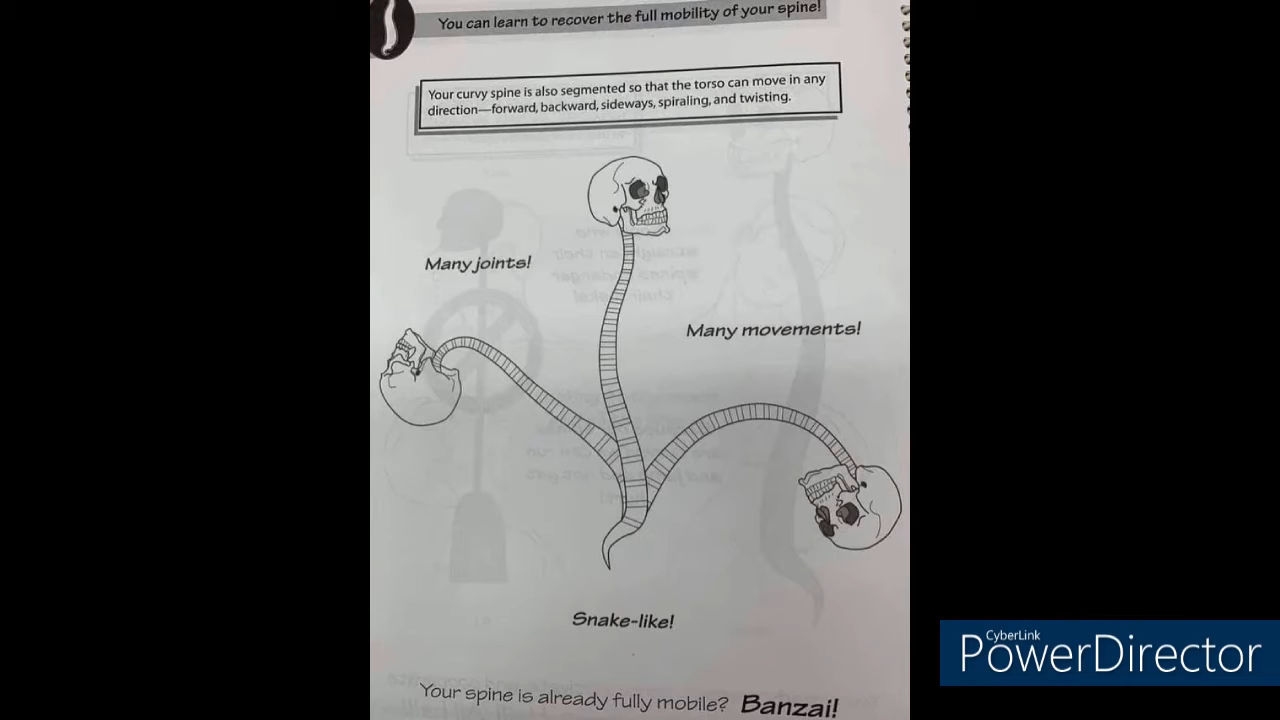 You can learn to recover the full mobility of your spine!
Your curvy spine is also segmented so that the torso can move in any
direction—forward, backward, sideways, spiraling, and twisting.
Many joints!
Many movements!
Snake-like!
Your spine is already fully mobile? Banzai!
CyberLink
PowerDirector